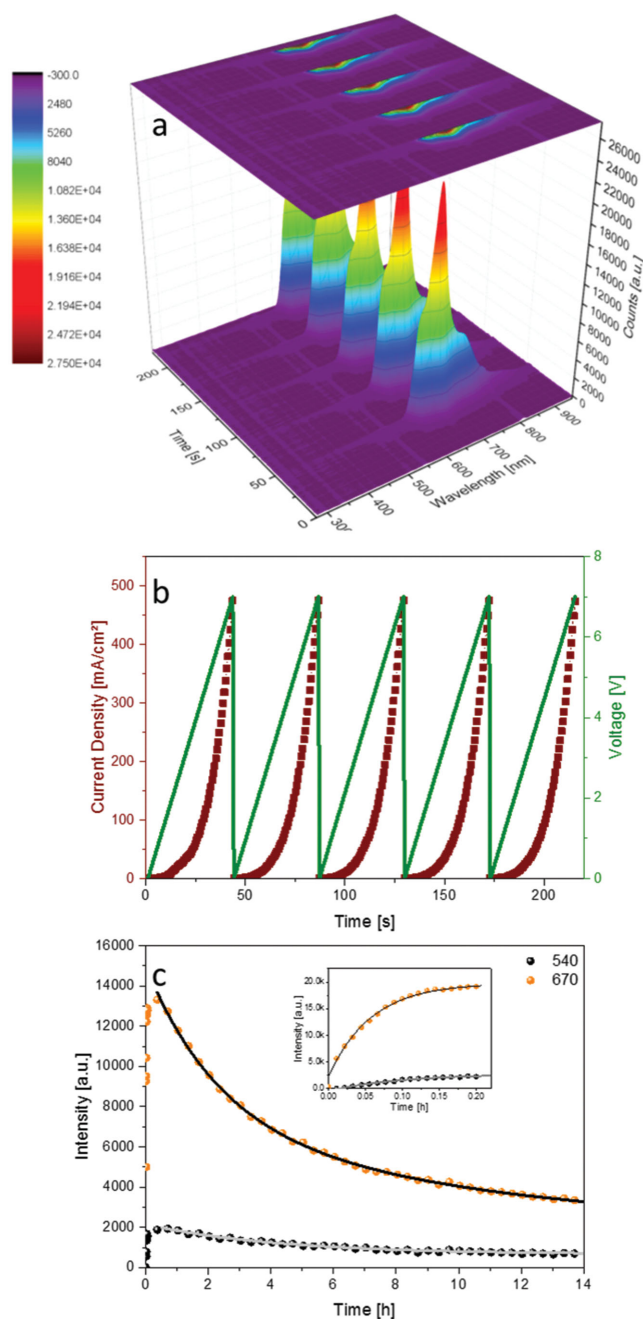 a
-300.0
2480
5260
8040
1.082E+04
1.360E+04
1.638E+04
1.916E+04
2.194E+04
2.472E+04
2.750E+04
26000
24000
22000
20000
18000
16000
14000
12000
10000
8000
6000
4000
2000
0
Counts [a.u.]
200
150
100
50
0
Time [s]
300
400
500
600
700
800
900
Wavelength [nm]
b
500
400
300
200
100
0
Current Density [mA/cm²]
8
6
4
2
0
Voltage [V]
0 50 100 150 200
Time [s]
c
540
670
16000
14000
12000
10000
8000
6000
4000
2000
0
Intensity [a.u.]
20.0k
15.0k
10.0k
5.0k
0.0
Intensity [a.u.]
0.00 0.05 0.10 0.15 0.20
Time [h]
0 2 4 6 8 10 12 14
Time [h]